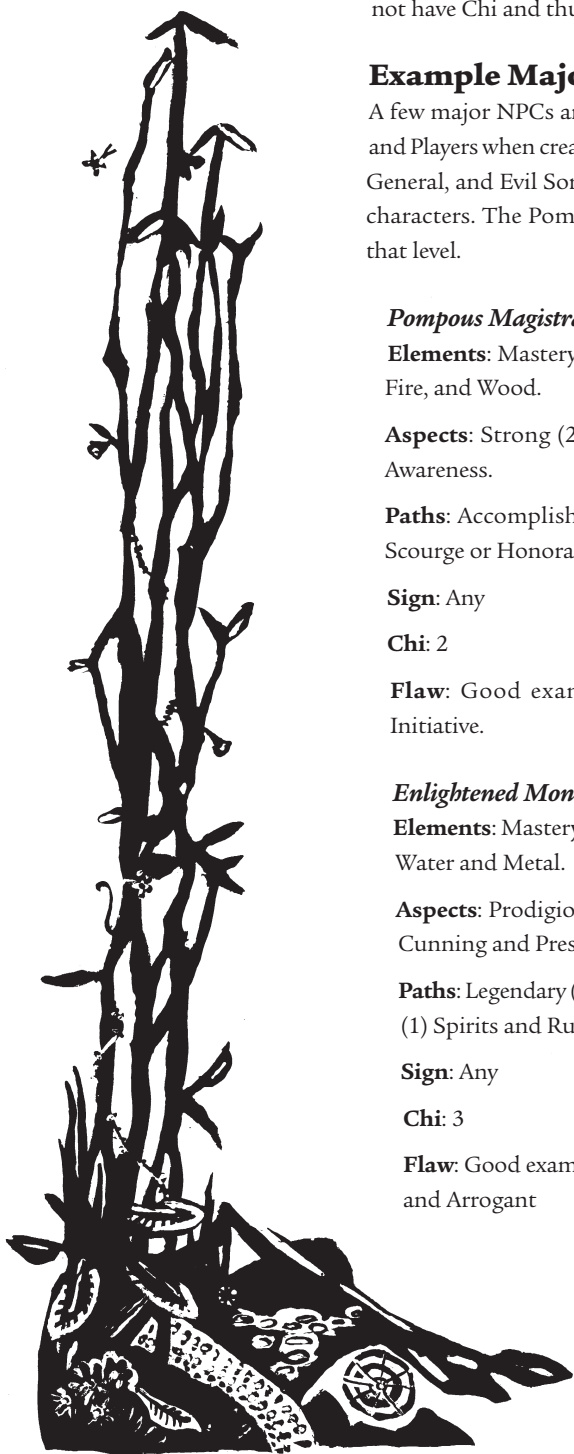 not have Chi and thu
Example Majo
A few major NPCs an
and Players when crea
General, and Evil Sor
characters. The Pom
that level.
Pompous Magistra
Elements: Mastery
Fire, and Wood.
Aspects: Strong (2
Awareness.
Paths: Accomplish
Scourge or Honora
Sign: Any
Chi: 2
Flaw: Good exam
Initiative.
Enlightened Mon
Elements: Mastery
Water and Metal.
Aspects: Prodigio
Cunning and Pres
Paths: Legendary (
(1) Spirits and Ru
Sign: Any
Chi: 3
Flaw: Good exam
and Arrogant